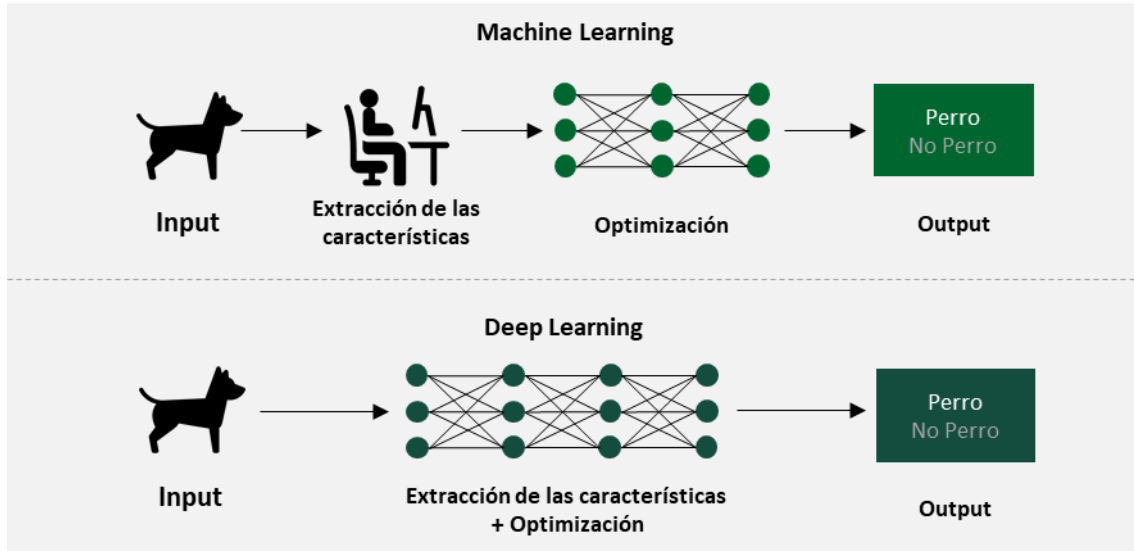 Machine Learning
Perro
No Perro
Input
Extracción de las
características
Optimización
Output
Deep Learning
Perro
No Perro
Input
Extracción de las características
+ Optimización
Output